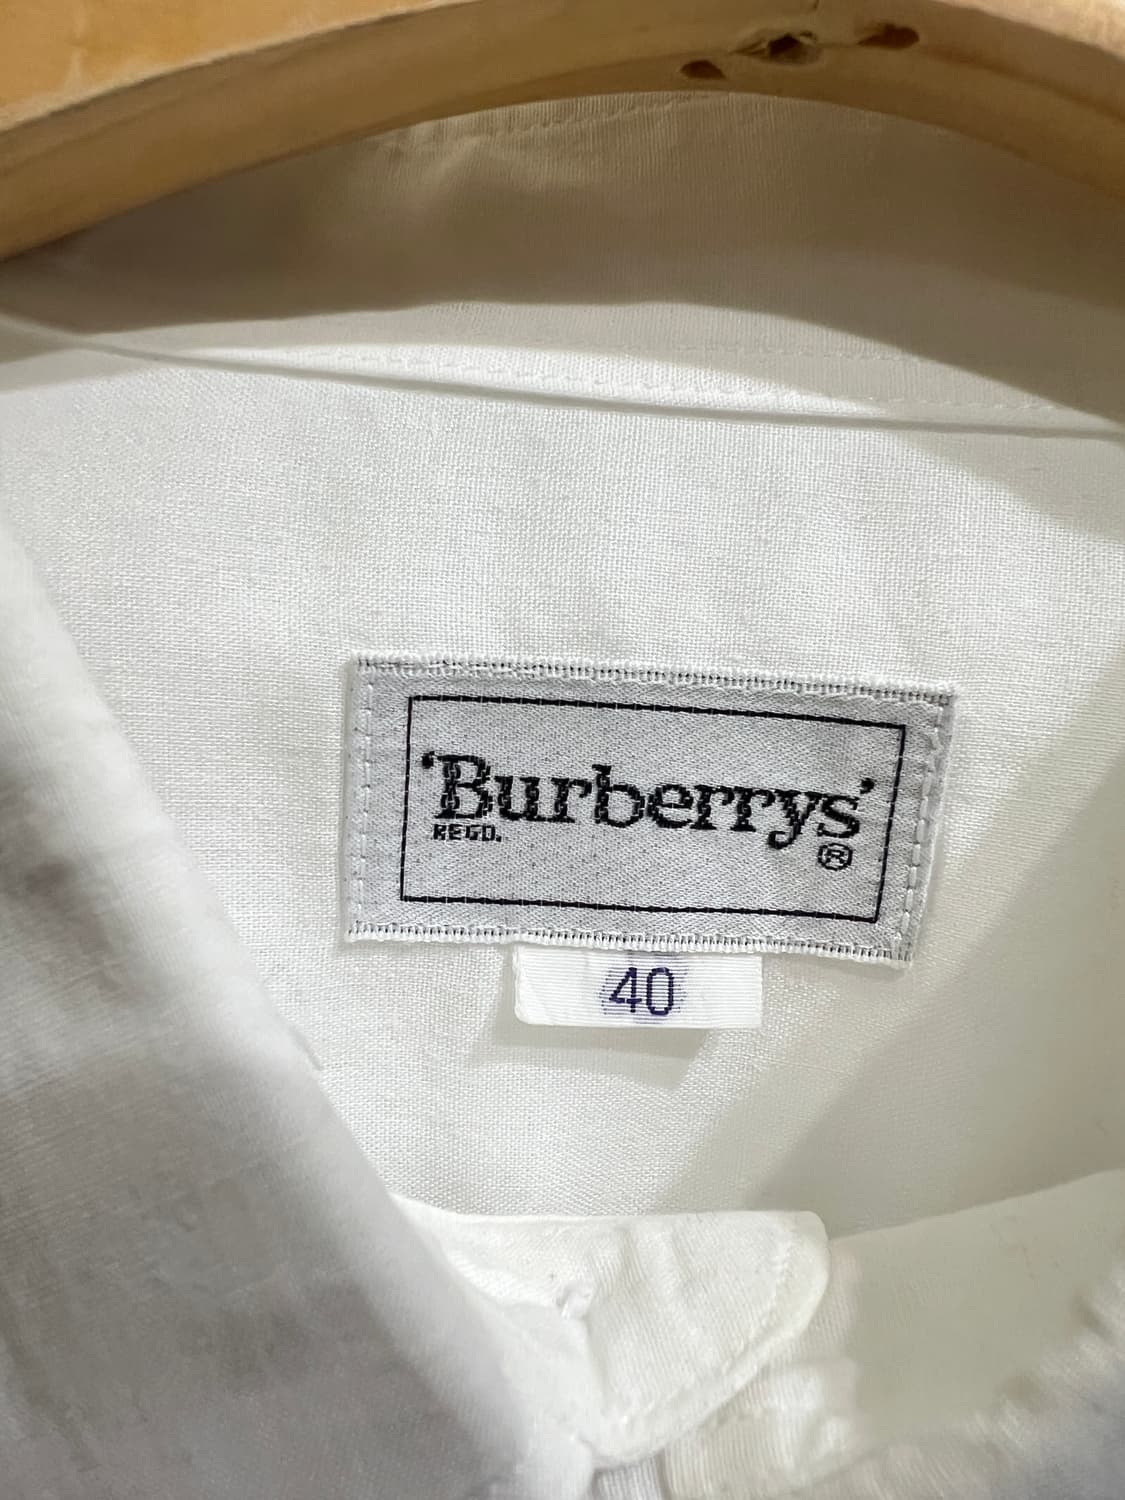 ‘Burberrys’
REGD.
®
40